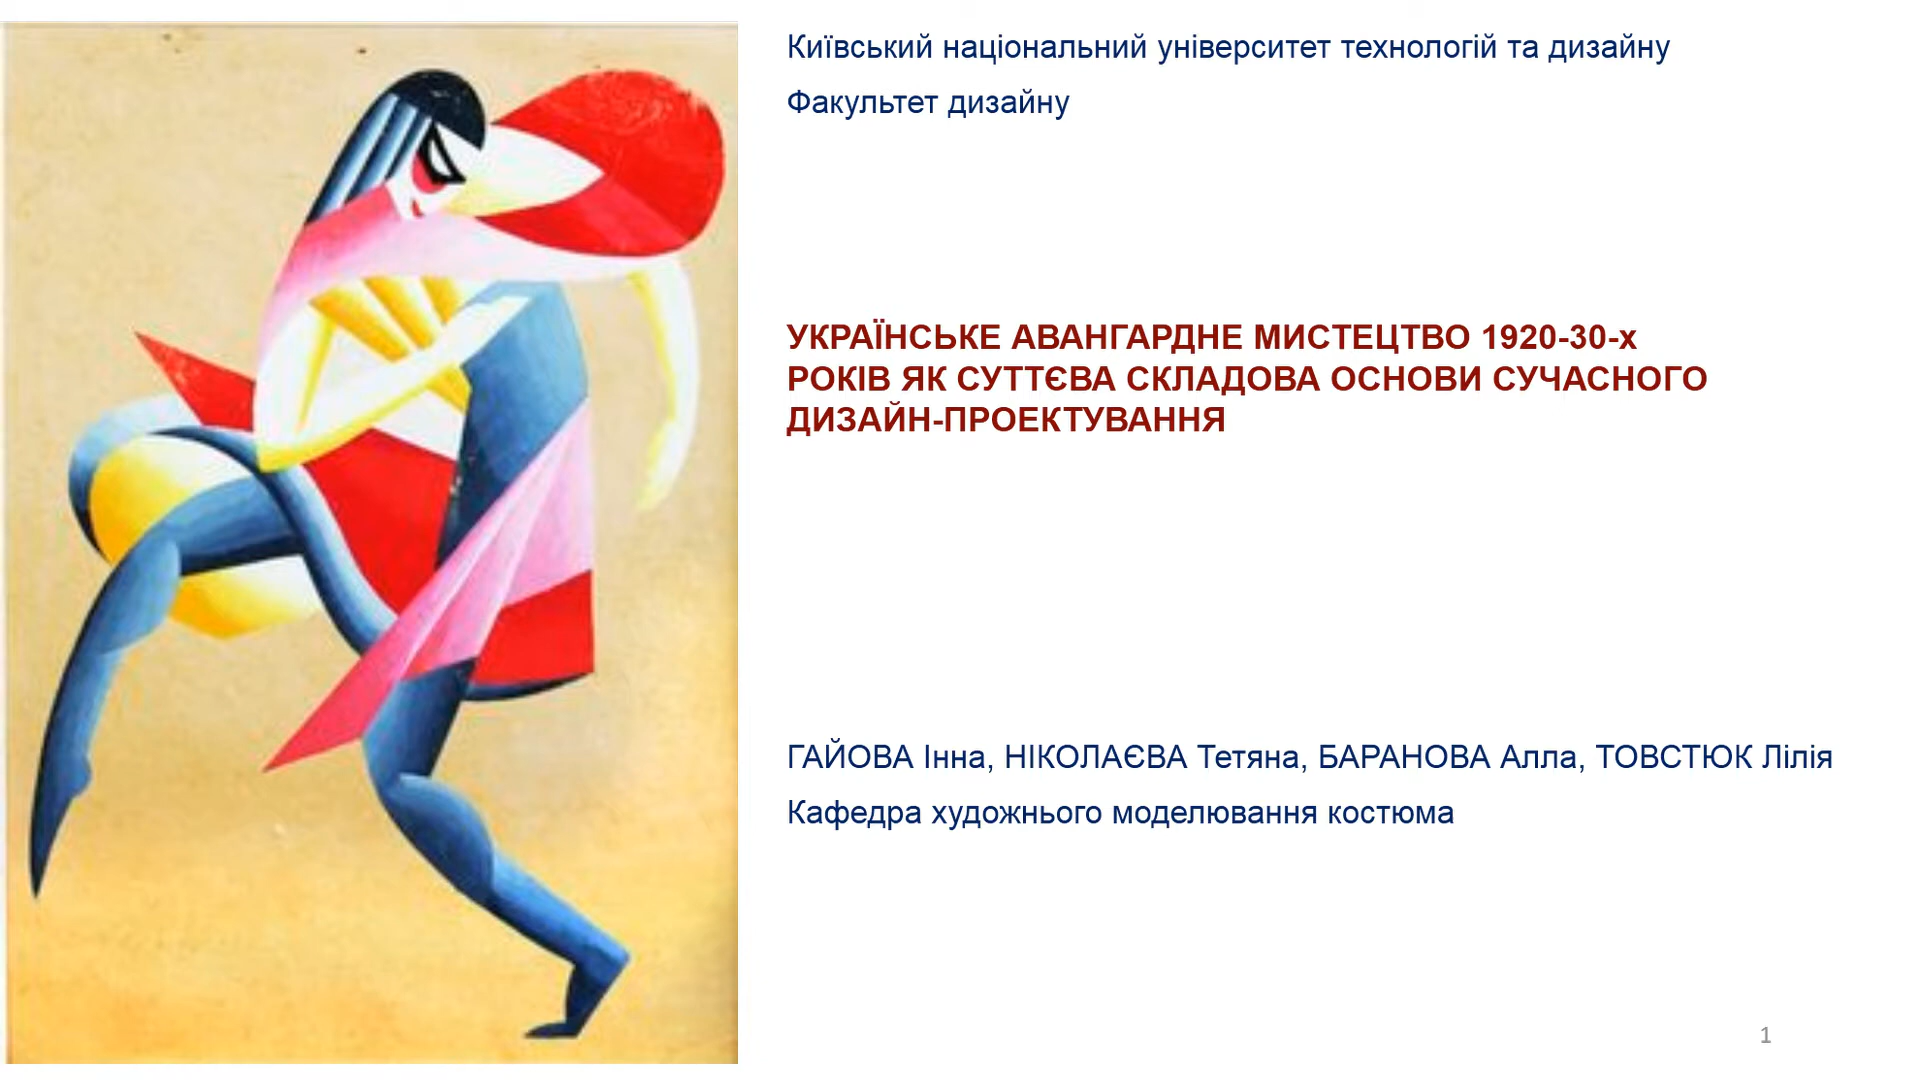 Київський національний університет технологій та дизайну
Факультет дизайну
УКРАЇНСЬКЕ АВАНГАРДНЕ МИСТЕЦТВО 1920-30-х
РОКІВ ЯК СУТТЄВА СКЛАДОВА ОСНОВИ СУЧАСНОГО
ДИЗАЙН-ПРОЕКТУВАННЯ
ГАЙОВА Інна, НІКОЛАЄВА Тетяна, БАРАНОВА Алла, ТОВСТЮК Лілія
Кафедра художнього моделювання костюма
1